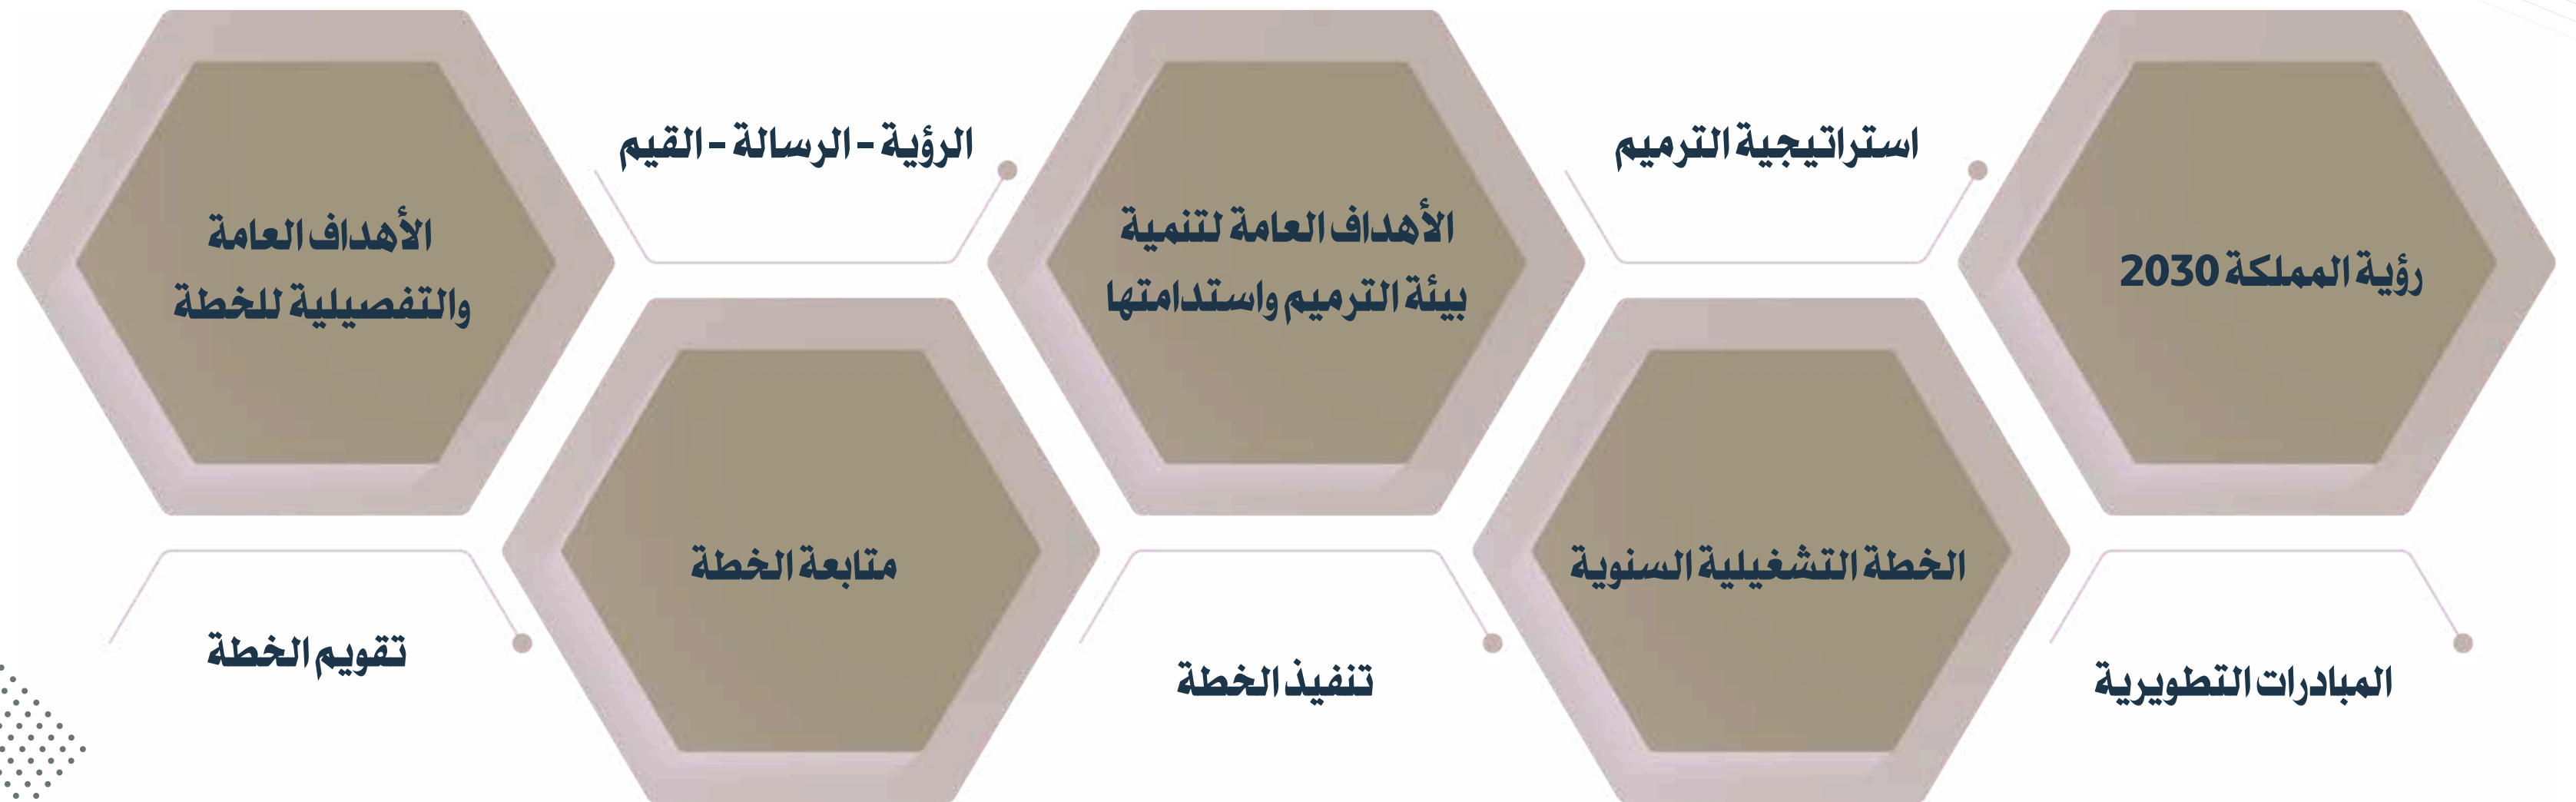 رؤية المملكة 2030
استراتيجية الترميم
الأهداف العامة لتنمية
بيئة الترميم واستدامتها
الرؤية - الرسالة - القيم
الأهداف العامة
والتفصيلية للخطة
المبادرات التطويرية
الخطة التشغيلية السنوية
تنفيذ الخطة
متابعة الخطة
تقويم الخطة